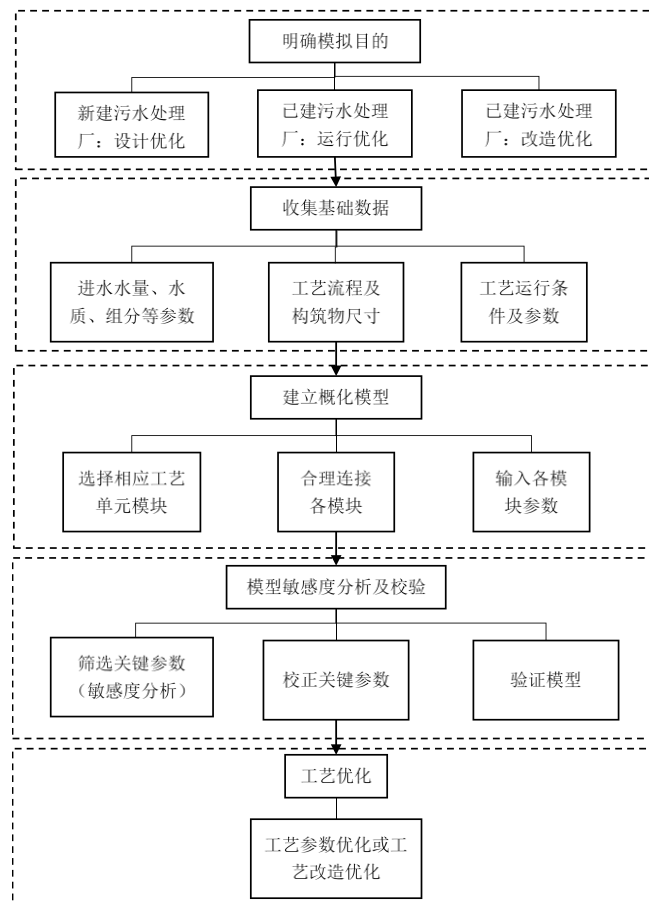 明确模拟目的
新建污水处理
厂：设计优化
已建污水处理
厂：运行优化
已建污水处理
厂：改造优化
收集基础数据
进水水量、水
质、组分等参数
工艺流程及
构筑物尺寸
工艺运行条
件及参数
建立概化模型
选择相应工艺
单元模块
合理连接
各模块
输入各模
块参数
模型敏感度分析及校验
筛选关键参数
（敏感度分析）
校正关键参数
验证模型
工艺优化
工艺参数优化或工
艺改造优化